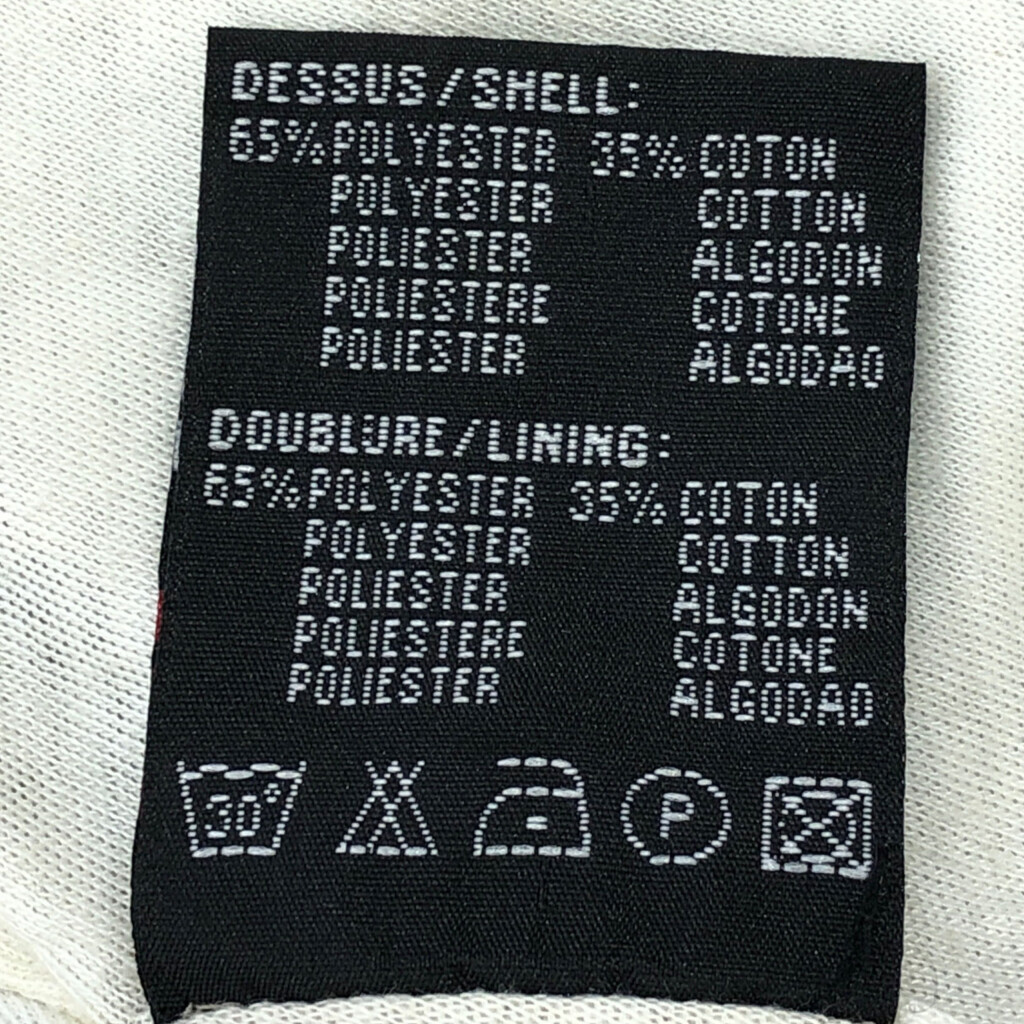 DESSUS/SHELL:
65% POLYESTER 35% COTON
POLYESTER COTTON
POLIESTER ALGODON
POLIESTERE COTONE
POLIESTER ALGODAO
DOUBLURE/LINING:
65% POLYESTER 35% COTON
POLYESTER COTTON
POLIESTER ALGODON
POLIESTERE COTONE
POLIESTER ALGODAO
30° P